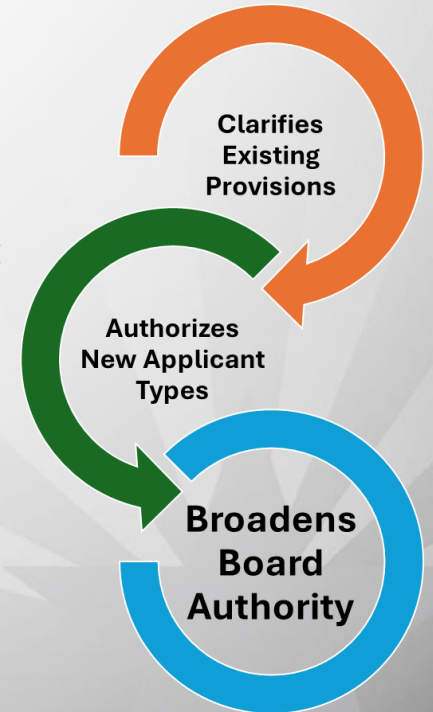 Clarifies
Existing
Provisions
Authorizes
New Applicant
Types
Broadens
Board
Authority